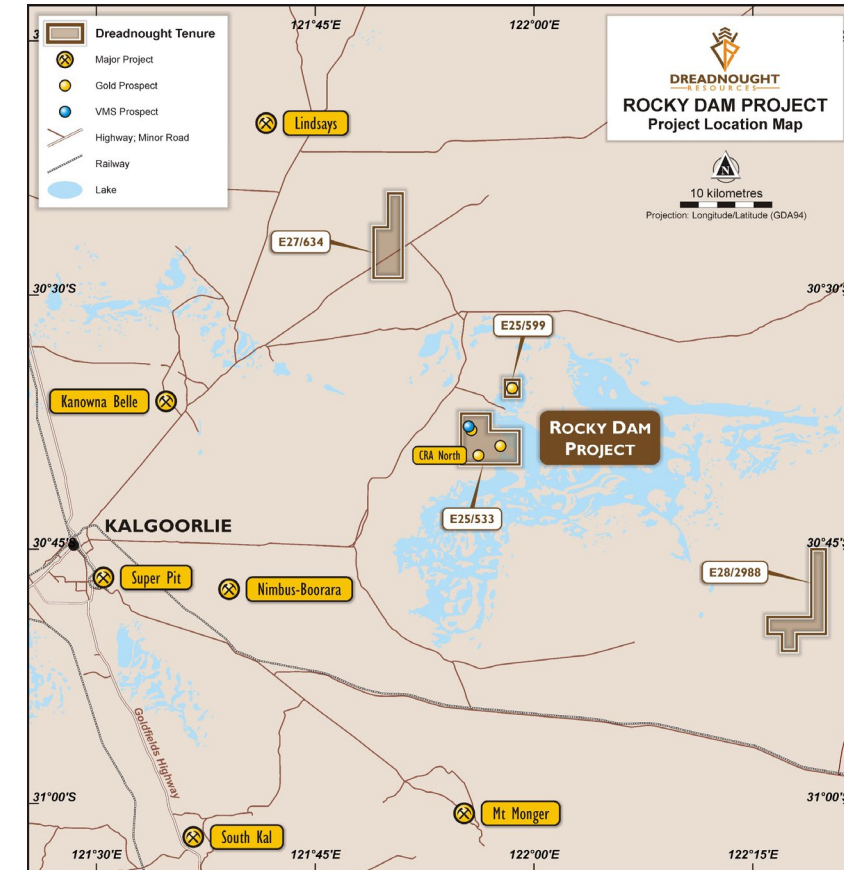 121°45'E
122°00'E
Dreadnought Tenure
Major Project
Gold Prospect
VMS Prospect
Highway; Minor Road
Railway
Lake
DREADNOUGHT
RESOURCES
ROCKY DAM PROJECT
Project Location Map
N
10 kilometres
Projection: Longitude/Latitude (GDA94)
Lindsays
E27/634
30°30'S
30°30'S
E25/599
Kanowna Belle
ROCKY DAM
PROJECT
CRA North
E25/533
KALGOORLIE
30°45'S
30°45'S
Super Pit
Nimbus-Boorara
E28/2988
Goldfields Highway
31°00'S
31°00'S
Mt Monger
South Kal
121°30'E
121°45'E
122°00'E
122°15'E